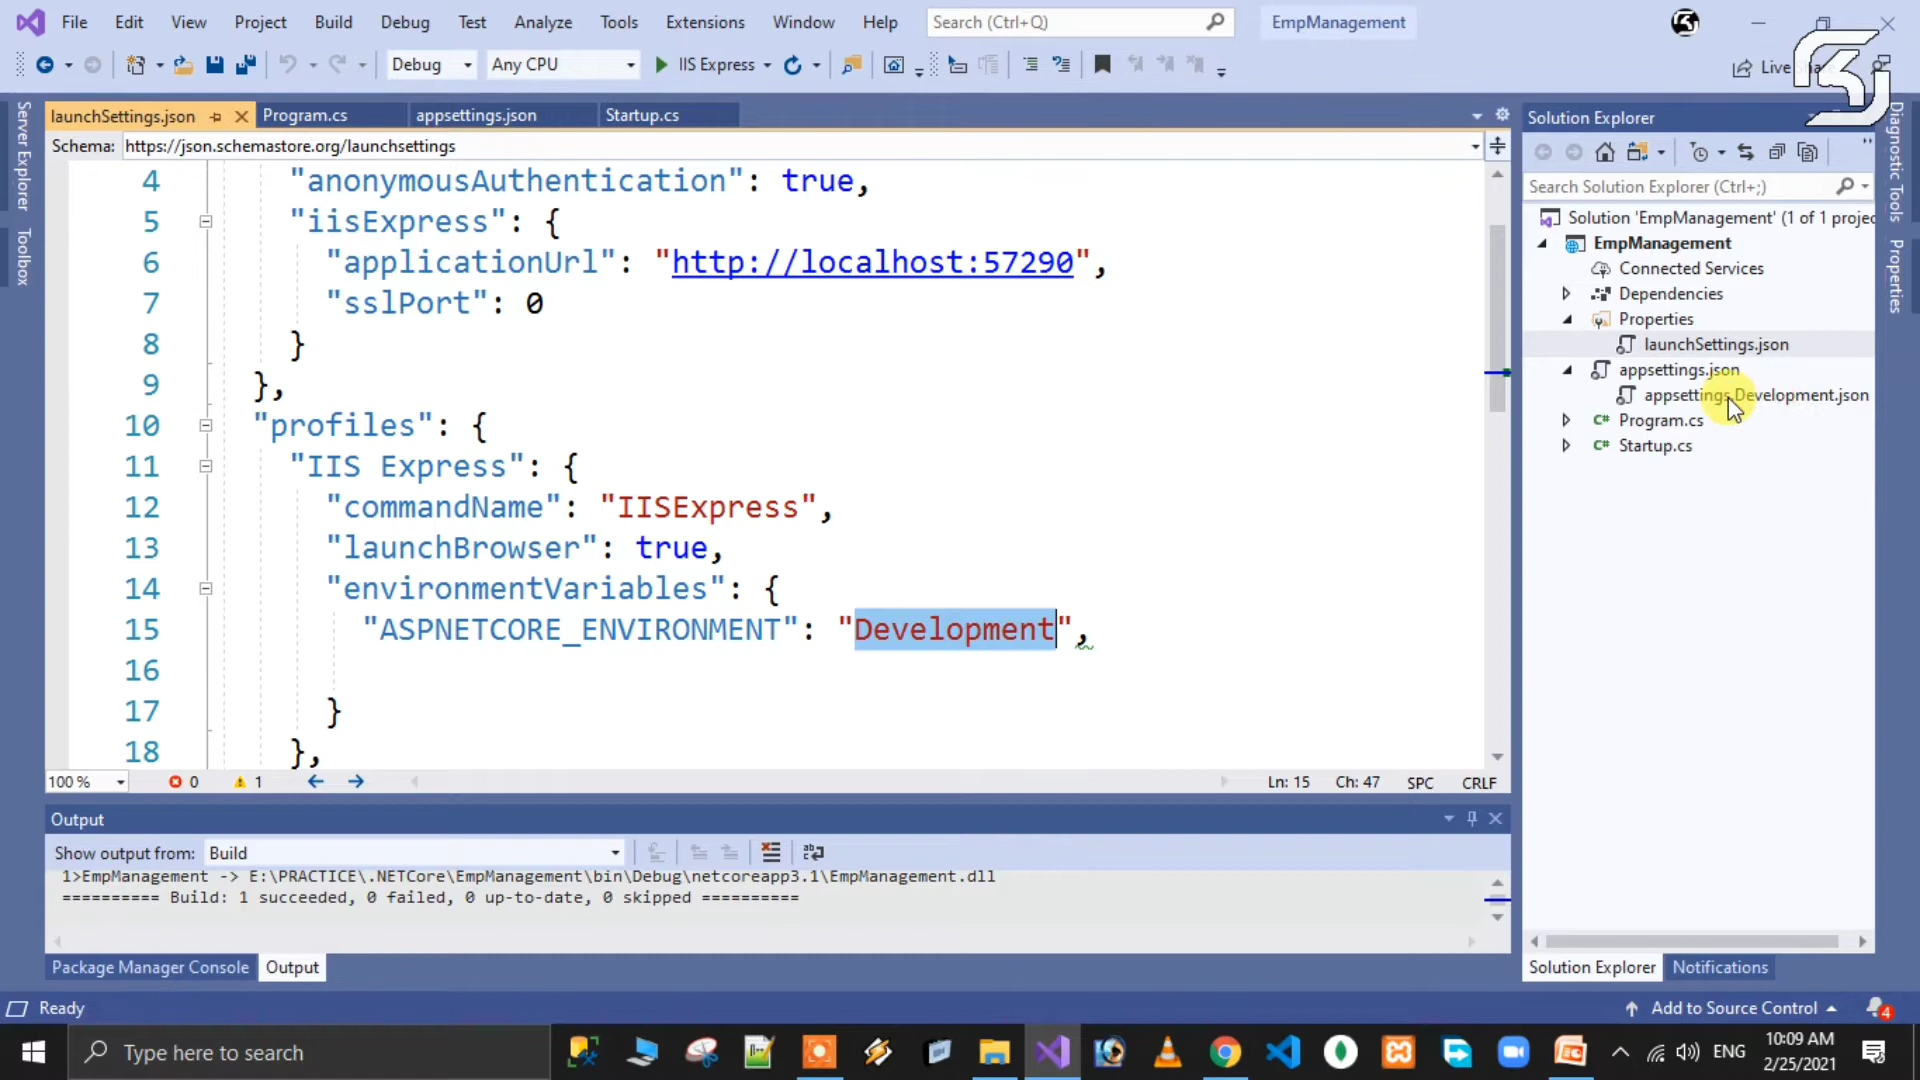 File Edit View Project Build Debug Test Analyze Tools Extensions Window Help Search (Ctrl+Q) EmpManagement
Debug Any CPU IIS Express Live
launchSettings.json Program.cs appsettings.json Startup.cs
Schema: https://json.schemastore.org/launchsettings
4 "anonymousAuthentication": true,
5 "iisExpress": {
6 "applicationUrl": "http://localhost:57290",
7 "sslPort": 0
8 }
9 },
10 "profiles": {
11 "IIS Express": {
12 "commandName": "IISExpress",
13 "launchBrowser": true,
14 "environmentVariables": {
15 "ASPNETCORE_ENVIRONMENT": "Development",
16
17 }
18 },
100 % 0 1 Ln: 15 Ch: 47 SPC CRLF
Output
Show output from: Build
1>EmpManagement -> E:\PRACTICE\.NETCore\EmpManagement\bin\Debug\netcoreapp3.1\EmpManagement.dll
========== Build: 1 succeeded, 0 failed, 0 up-to-date, 0 skipped ==========
Package Manager Console Output
Server Explorer
Toolbox
Solution Explorer
Search Solution Explorer (Ctrl+;)
Solution 'EmpManagement' (1 of 1 projec
EmpManagement
Connected Services
Dependencies
Properties
launchSettings.json
appsettings.json
appsettings.Development.json
C# Program.cs
C# Startup.cs
Solution Explorer Notifications
Diagnostic Tools
Properties
Ready Add to Source Control 4
Type here to search ENG 10:09 AM
2/25/2021